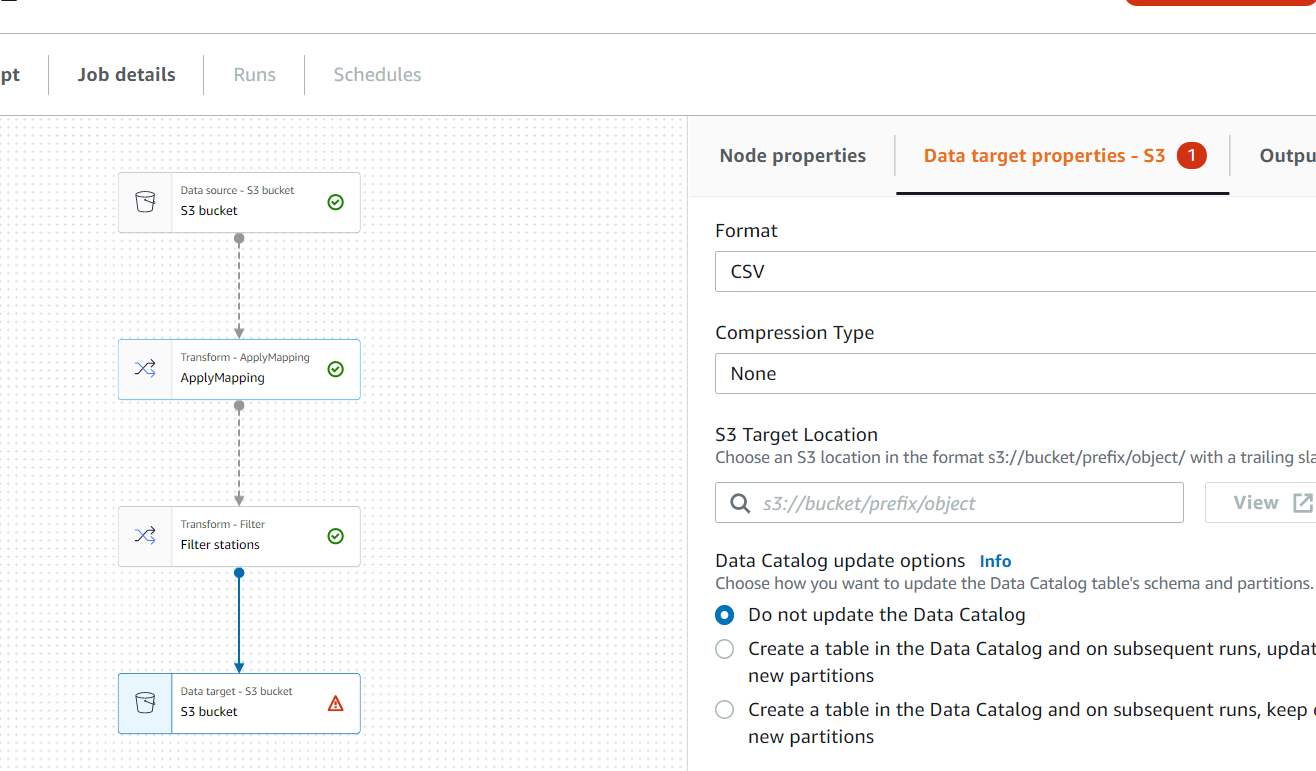 pt
Job details
Runs
Schedules
Data source - S3 bucket
S3 bucket
Transform - ApplyMapping
ApplyMapping
Transform - Filter
Filter stations
Data target - S3 bucket
S3 bucket
Node properties
Data target properties - S3 1
Outpu
Format
CSV
Compression Type
None
S3 Target Location
Choose an S3 location in the format s3://bucket/prefix/object/ with a trailing sla
s3://bucket/prefix/object
View
Data Catalog update options Info
Choose how you want to update the Data Catalog table's schema and partitions.
Do not update the Data Catalog
Create a table in the Data Catalog and on subsequent runs, updat
new partitions
Create a table in the Data Catalog and on subsequent runs, keep
new partitions